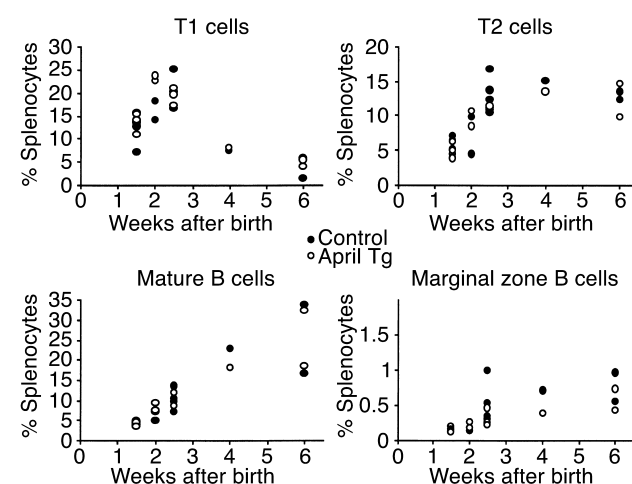 T1 cells
T2 cells
% Splenocytes
30
25
20
15
10
5
0
0 1 2 3 4 5 6
Weeks after birth
% Splenocytes
20
15
10
5
0
0 1 2 3 4 5 6
Weeks after birth
Control
April Tg
Mature B cells
Marginal zone B cells
% Splenocytes
35
30
25
20
15
10
5
0
0 1 2 3 4 5 6
Weeks after birth
% Splenocytes
1.5
1
0.5
0
0 1 2 3 4 5 6
Weeks after birth